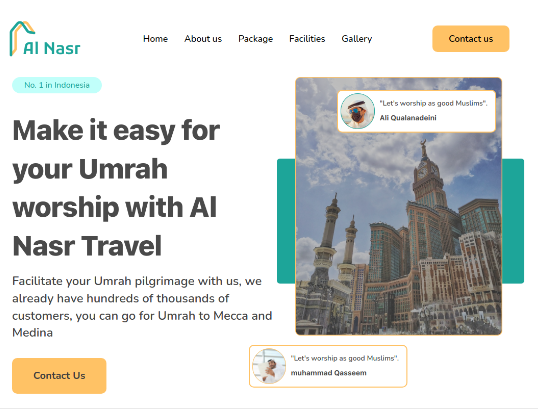 Al Nasr
Home
About us
Package
Facilities
Gallery
Contact us
No. 1 in Indonesia
Make it easy for
your Umrah
worship with Al
Nasr Travel
Facilitate your Umrah pilgrimage with us, we
already have hundreds of thousands of
customers, you can go for Umrah to Mecca and
Medina
Contact Us
"Let's worship as good Muslims".
Ali Qualanadeini
"Let's worship as good Muslims".
muhammad Qasseem